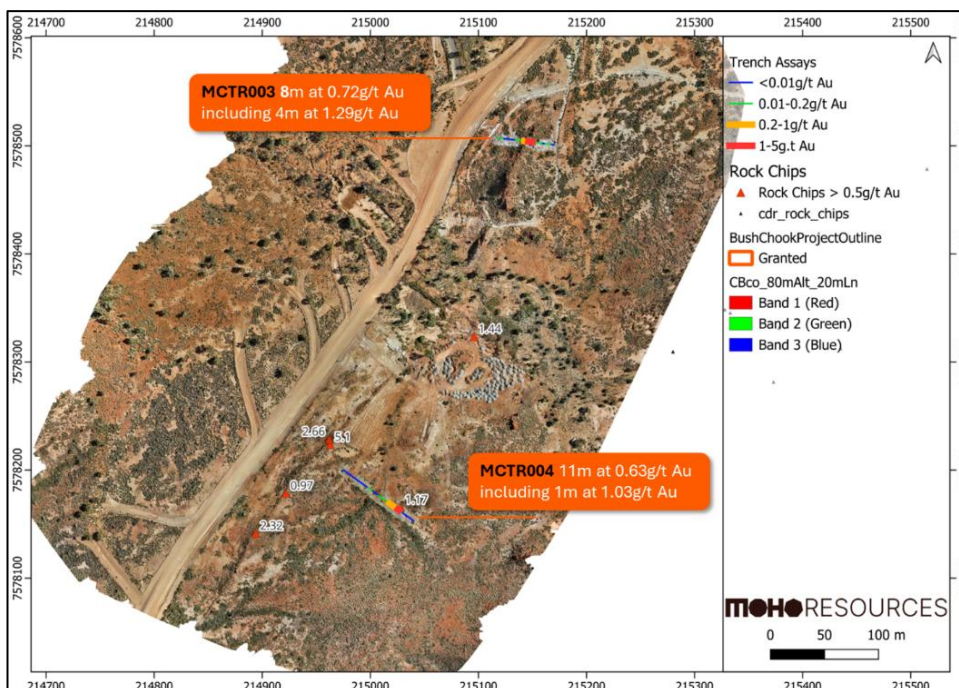 214700 214800 214900 215000 215100 215200 215300 215400 215500
7578600
7578500
7578400
7578300
7578200
7578100
MCTR003 8m at 0.72g/t Au
including 4m at 1.29g/t Au
1.44
2.66 5.1
0.97
2.32
1.17
MCTR004 11m at 0.63g/t Au
including 1m at 1.03g/t Au
Trench Assays
<0.01g/t Au
0.01-0.2g/t Au
0.2-1g/t Au
1-5g.t Au
Rock Chips
Rock Chips > 0.5g/t Au
cdr_rock_chips
BushChookProjectOutline
Granted
CBco_80mAlt_20mLn
Band 1 (Red)
Band 2 (Green)
Band 3 (Blue)
MOHORESOURCES
0 50 100 m
214700 214800 214900 215000 215100 215200 215300 215400 215500